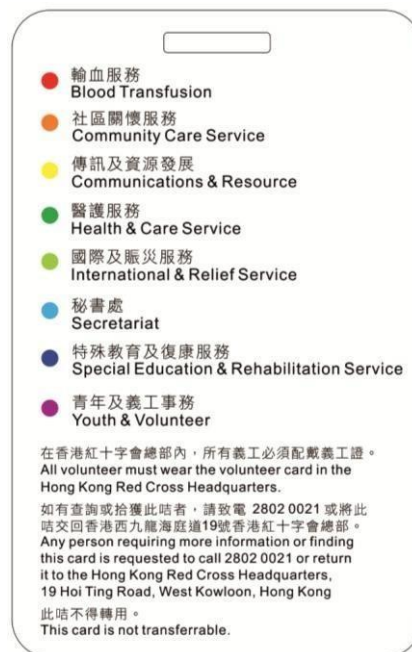 輸血服務
Blood Transfusion
社區關懷服務
Community Care Service
傳訊及資源發展
Communications & Resource
醫護服務
Health & Care Service
國際及賑災服務
International & Relief Service
秘書處
Secretariat
特殊教育及復康服務
Special Education & Rehabilitation Service
青年及義工事務
Youth & Volunteer
在香港紅十字會總部內，所有義工必須配戴義工證。
All volunteer must wear the volunteer card in the
Hong Kong Red Cross Headquarters.
如有查詢或拾獲此咭者，請致電 2802 0021 或將此
咭交回香港西九龍海庭道19號香港紅十字會總部。
Any person requiring more information or finding
this card is requested to call 2802 0021 or return
it to the Hong Kong Red Cross Headquarters,
19 Hoi Ting Road, West Kowloon, Hong Kong
此咭不得轉用。
This card is not transferrable.